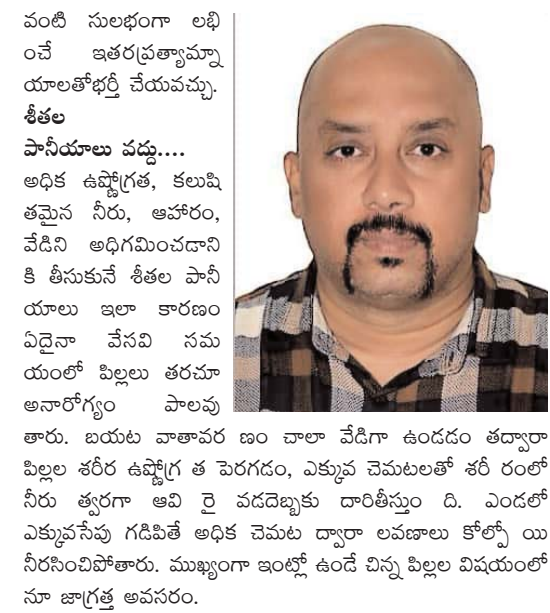 వంటి సులభంగా లభి
ంచే ఇతరప్రత్యామ్నా
యాలతోభర్తీ చేయవచ్చు.
శీతల
పానీయాలు వద్దు....
అధిక ఉష్ణోగ్రత, కలుషి
తమైన నీరు, ఆహారం,
వేడిని అధిగమించడాని
కి తీసుకునే శీతల పానీ
యాలు ఇలా కారణం
ఏదైనా వేసవి సమ
యంలో పిల్లలు తరచూ
అనారోగ్యం పాలవు
తారు. బయట వాతావర ణం చాలా వేడిగా ఉండడం తద్వారా
పిల్లల శరీర ఉష్ణోగ్ర త పెరగడం, ఎక్కువ చెమటలతో శరీ రంలో
నీరు త్వరగా ఆవి రై వడదెబ్బకు దారితీస్తుం ది. ఎండలో
ఎక్కువసేపు గడిపితే అధిక చెమట ద్వారా లవణాలు కోల్పో యి
నీరసించిపోతారు. ముఖ్యంగా ఇంట్లో ఉండే చిన్న పిల్లల విషయంలో
నూ జాగ్రత్త అవసరం.